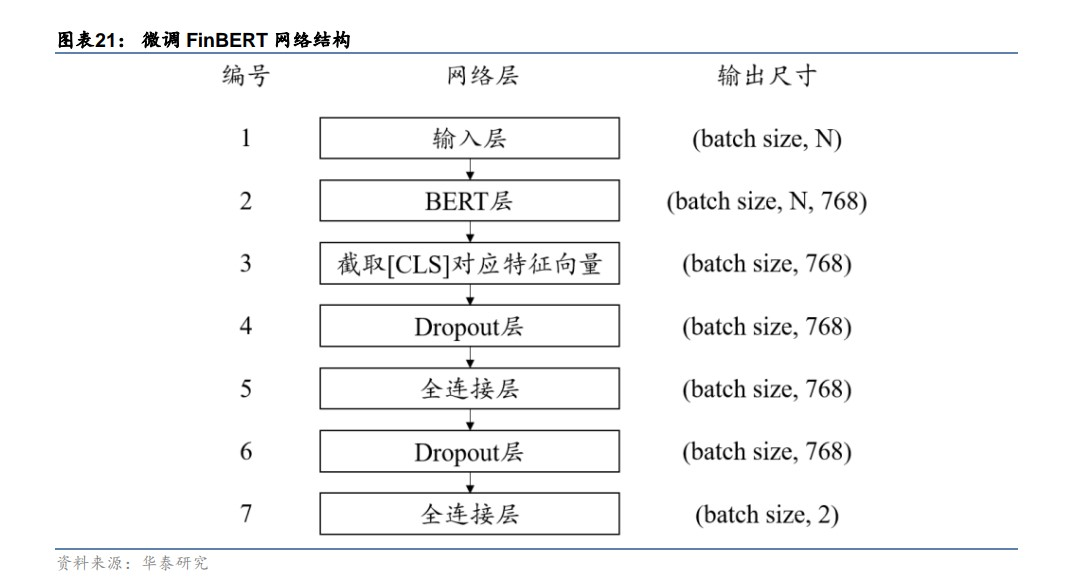 图表21： 微调 FinBERT 网络结构
编号 网络层 输出尺寸
1 输入层 (batch size, N)
2 BERT层 (batch size, N, 768)
3 截取[CLS]对应特征向量 (batch size, 768)
4 Dropout层 (batch size, 768)
5 全连接层 (batch size, 768)
6 Dropout层 (batch size, 768)
7 全连接层 (batch size, 2)
资料来源：华泰研究